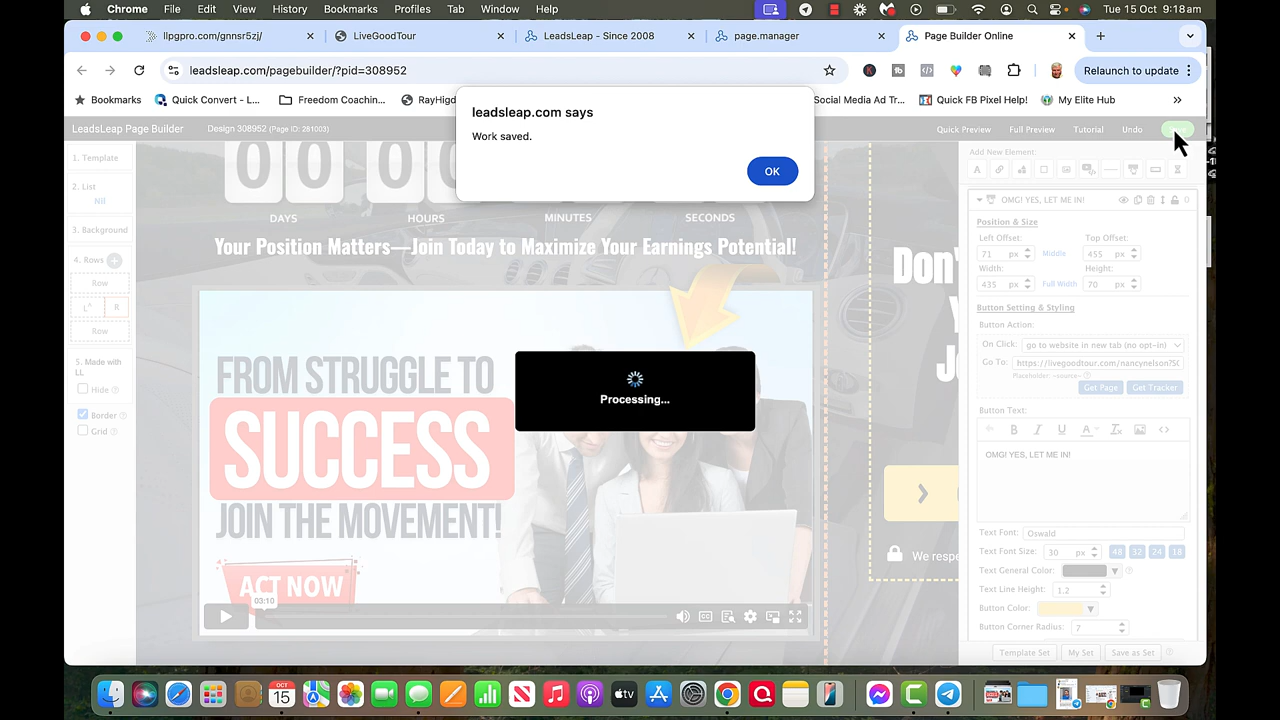 Chrome File Edit View History Bookmarks Profiles Tab Window Help Tue 15 Oct 9:18am
llpgpro.com/gnnsr5zj/ LiveGoodTour LeadsLeap - Since 2008 page.manager Page Builder Online
leadsleap.com/pagebuilder/?pid=308952 Relaunch to update
Bookmarks Quick Convert - L... Freedom Coachin... RayHigd Social Media Ad Tr... Quick FB Pixel Help! My Elite Hub
leadsleap.com says
Work saved.
OK
LeadsLeap Page Builder Design 308952 (Page ID: 281003) Quick Preview Full Preview Tutorial Undo
1. Template
2. List
Nil
3. Background
4. Rows
Row
L R
Row
5. Made with LL
Hide
Border
Grid
00 00
DAYS HOURS MINUTES SECONDS
Your Position Matters—Join Today to Maximize Your Earnings Potential!
FROM STRUGGLE TO
SUCCESS
JOIN THE MOVEMENT!
ACT NOW
03:10
Processing...
Don'
We respe
Add New Element:
OMG! YES, LET ME IN! 0
Position & Size
Left Offset: Top Offset:
71 px Middle 455 px
Width: Height:
435 px Full Width 70 px
Button Setting & Styling
Button Action:
On Click: go to website in new tab (no opt-in)
Go To: https://livegoodtour.com/nancynelson?S
Placeholder: <source>
Get Page Get Tracker
Button Text:
B I U A
OMG! YES, LET ME IN!
Text Font: Oswald
Text Font Size: 30 px 48 32 24 18
Text General Color:
Text Line Height: 1.2
Button Color:
Button Corner Radius: 7
Template Set My Set Save as Set
OCT
15